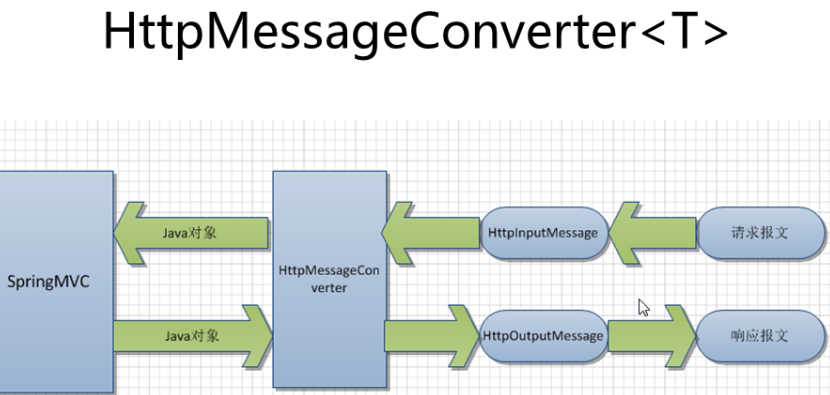 HttpMessageConverter<T>
Java对象
HttpInputMessage
请求报文
SpringMVC
HttpMessageCon
verter
Java对象
HttpOutputMessage
响应报文